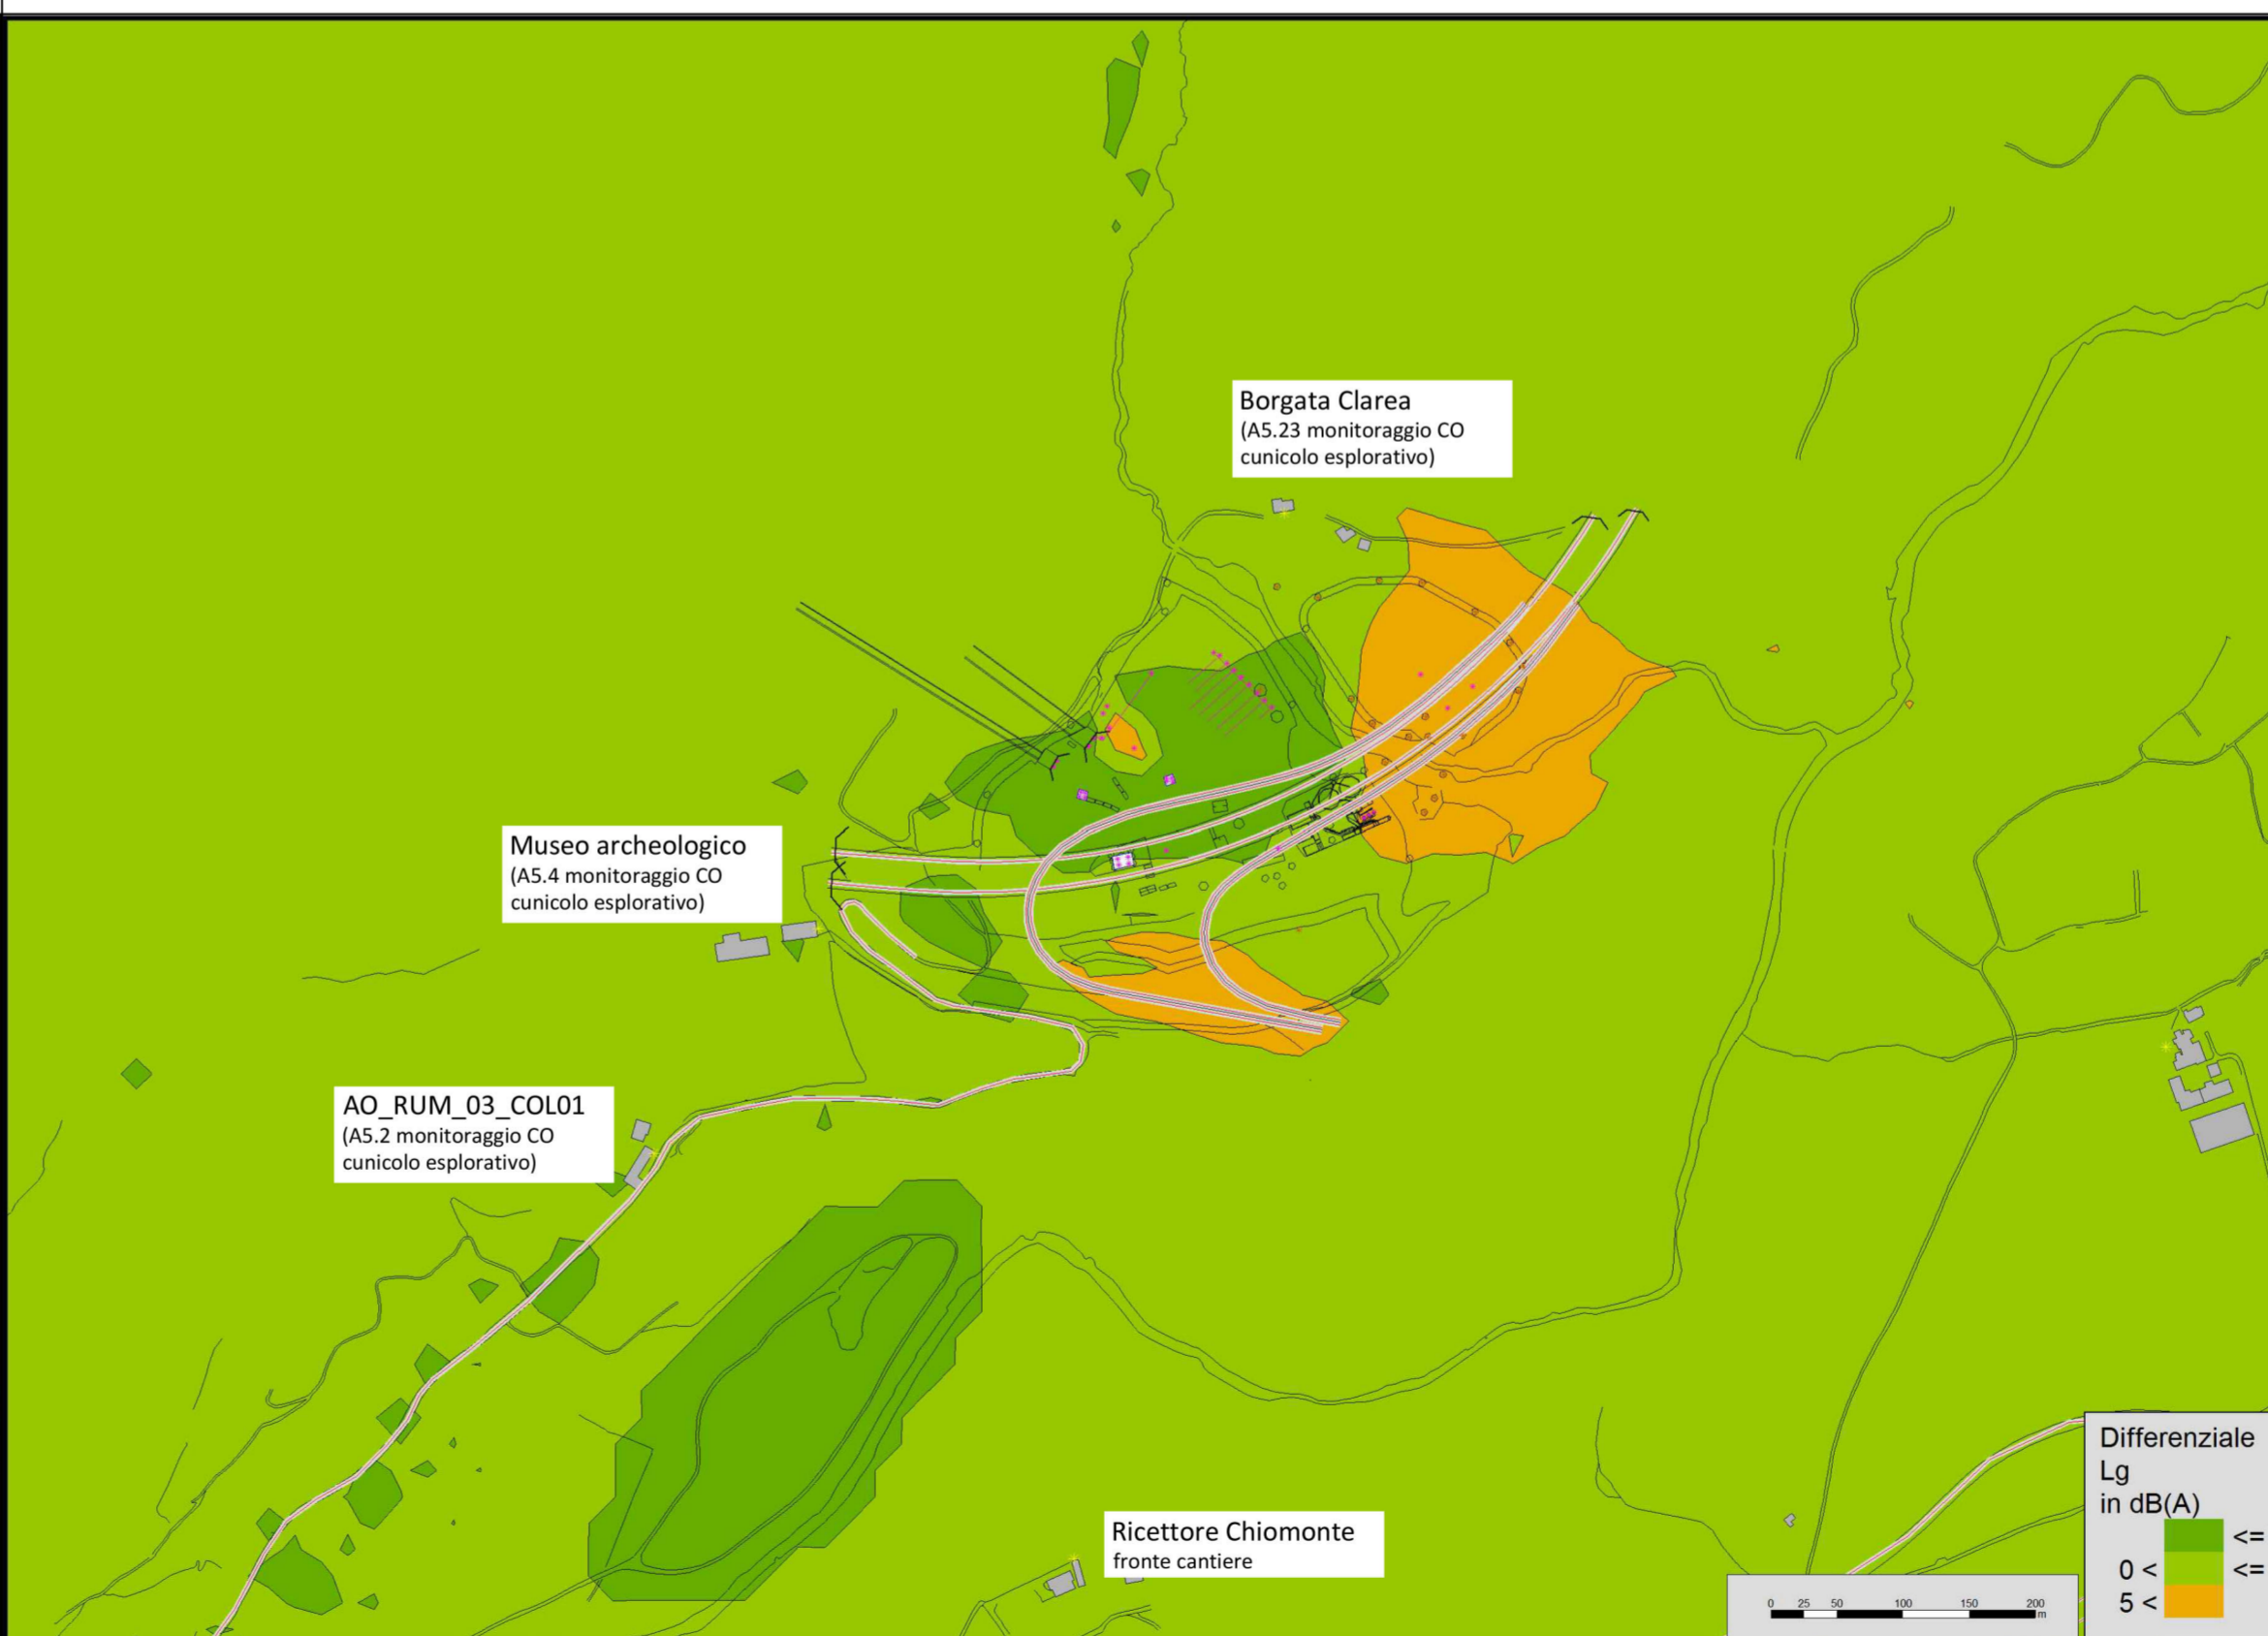 Borgata Clarea
(A5.23 monitoraggio CO
cunicolo esplorativo)
Museo archeologico
(A5.4 monitoraggio CO
cunicolo esplorativo)
AO_RUM_03_COL01
(A5.2 monitoraggio CO
cunicolo esplorativo)
Ricettore Chiomonte
fronte cantiere
Differenziale
Lg
in dB(A)
<=
0 < <=
5 <
0 25 50 100 150 200
m